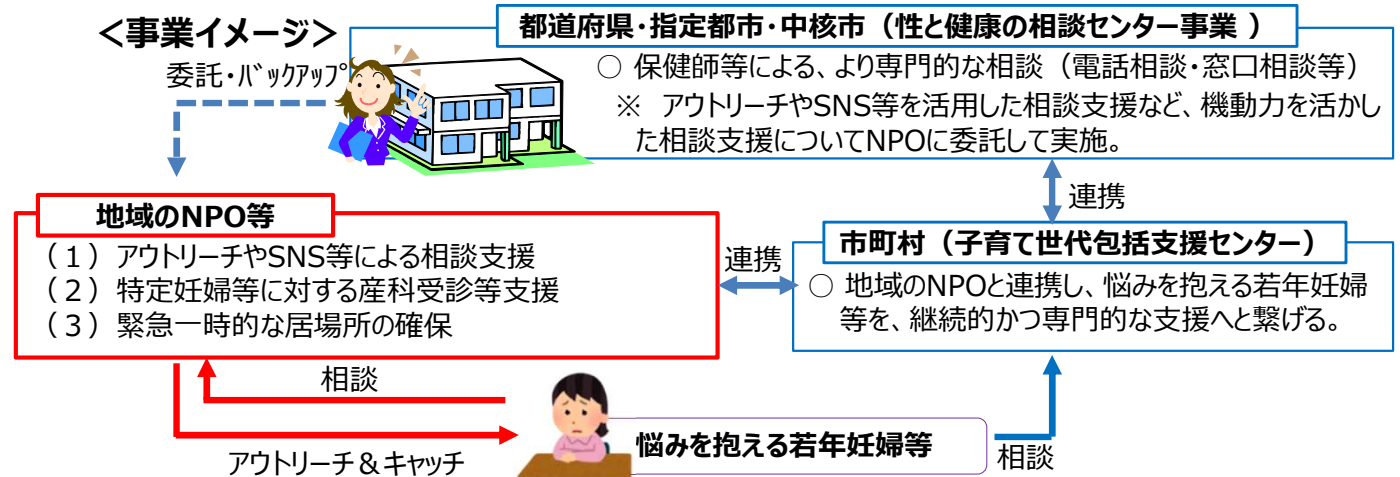 ＜事業イメージ＞
委託・ﾊﾞｯｸｱｯﾌﾟ
都道府県・指定都市・中核市（性と健康の相談センター事業 ）
○ 保健師等による、より専門的な相談（電話相談・窓口相談等）
※ アウトリーチやSNS等を活用した相談支援など、機動力を活かし
た相談支援についてNPOに委託して実施。
連携
地域のNPO等
（１）アウトリーチやSNS等による相談支援
（２）特定妊婦等に対する産科受診等支援
（３）緊急一時的な居場所の確保
連携
市町村（子育て世代包括支援センター）
○ 地域のNPOと連携し、悩みを抱える若年妊婦
等を、継続的かつ専門的な支援へと繋げる。
相談
悩みを抱える若年妊婦等
相談
アウトリーチ＆キャッチ